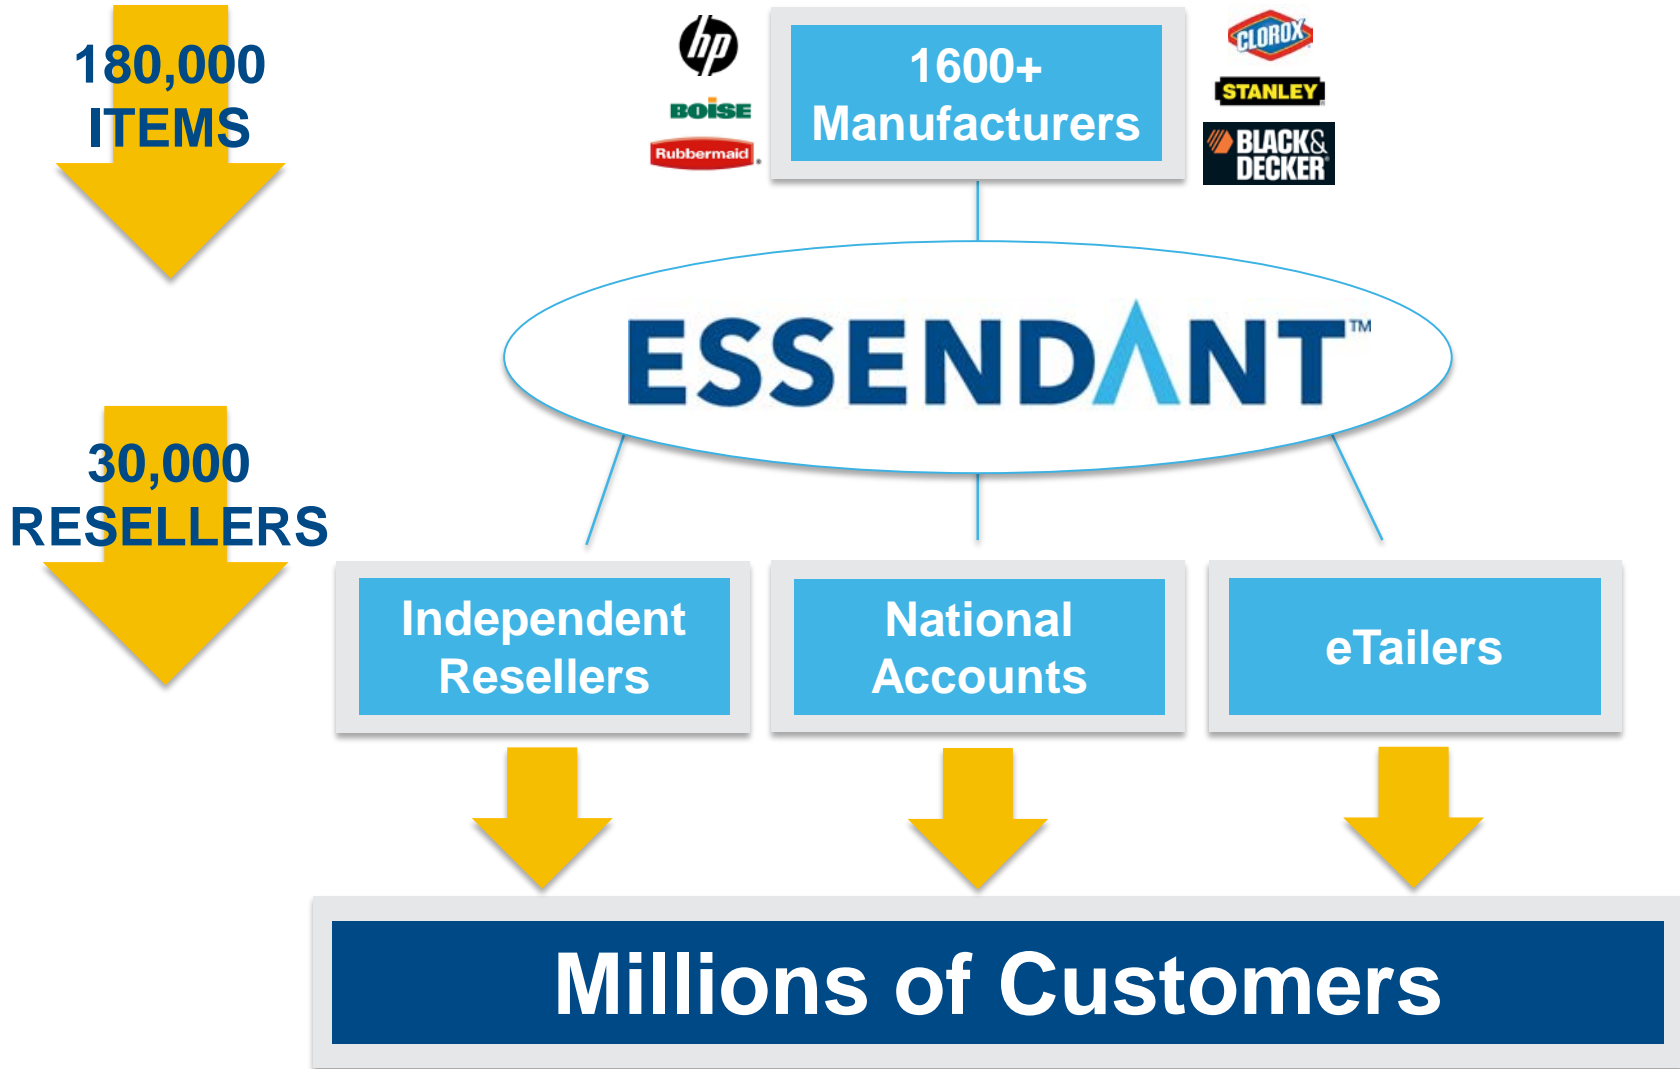 180,000
ITEMS
hp
BOISE
Rubbermaid
1600+
Manufacturers
CLOROX
STANLEY
BLACK&
DECKER
ESSENDANT™
30,000
RESELLERS
Independent
Resellers
National
Accounts
eTailers
Millions of Customers